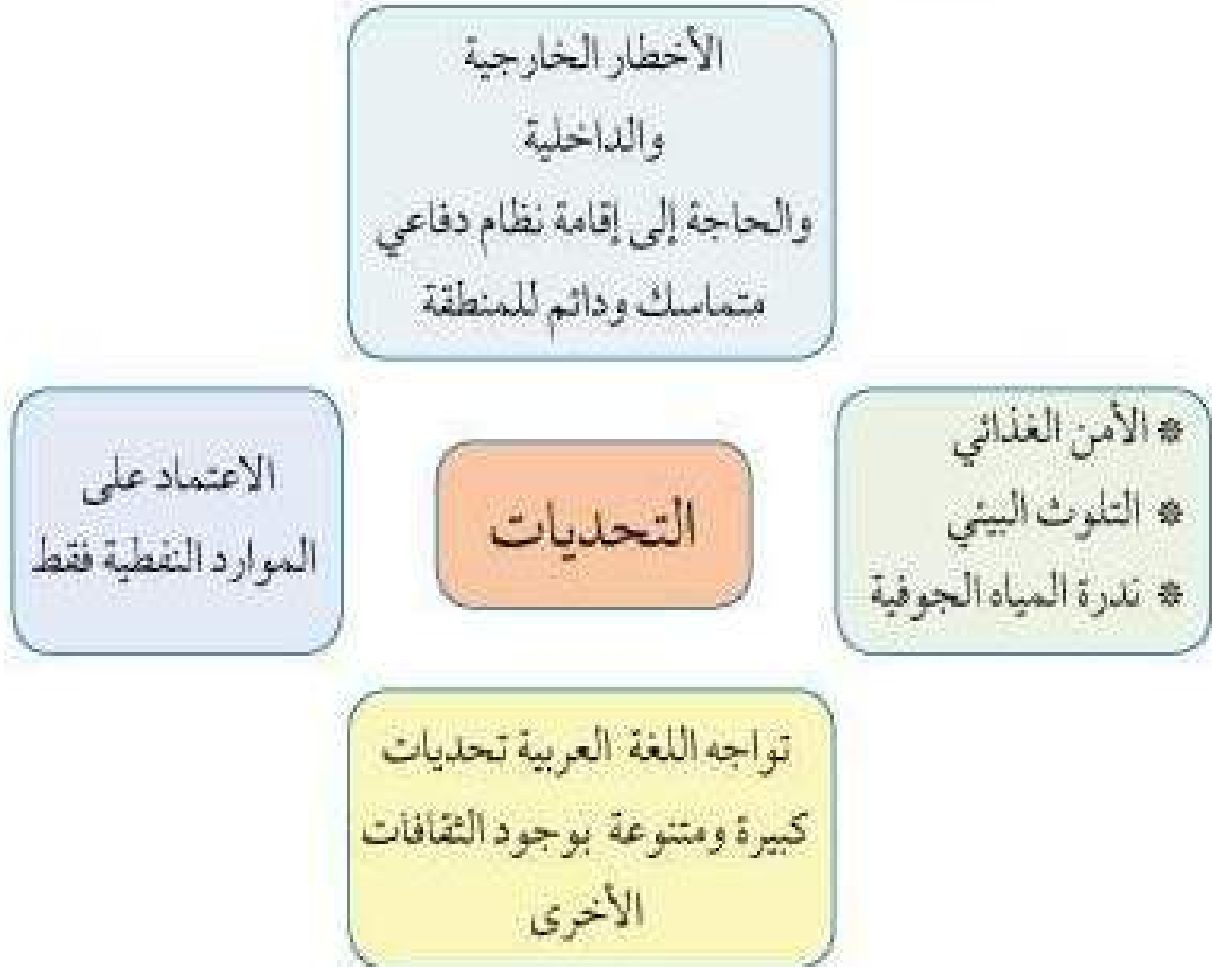 الأخطار الخارجية
والداخلية
والحاجة إلى إقامة نظام دفاعي
متماسك ودائم للمنطقة
* الأمن الغذائي
* التلوث البيئي
* ندرة المياه الجوفية
التحديات
الاعتماد على
الموارد النفطية فقط
تواجه اللغة العربية تحديات
كبيرة ومتنوعة بوجود الثقافات
الأخرى